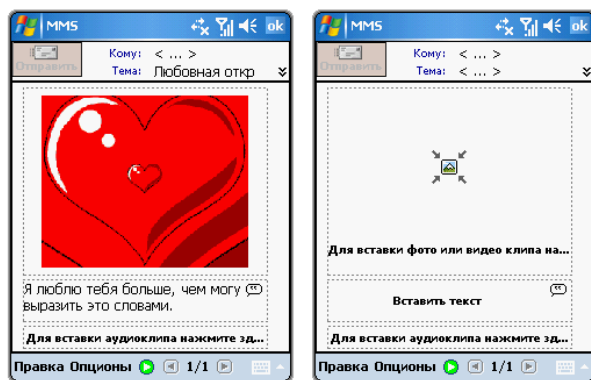 MMS
ok
Отправить
Кому: < ... >
Тема: Любовная откр
Я люблю тебя больше, чем могу
выразить это словами.
Для вставки аудиоклипа нажмите зд...
Правка Опционы
1/1
MMS
ok
Отправить
Кому: < ... >
Тема: < ... >
Для вставки фото или видео клипа на...
Вставить текст
Для вставки аудиоклипа нажмите зд...
Правка Опционы
1/1